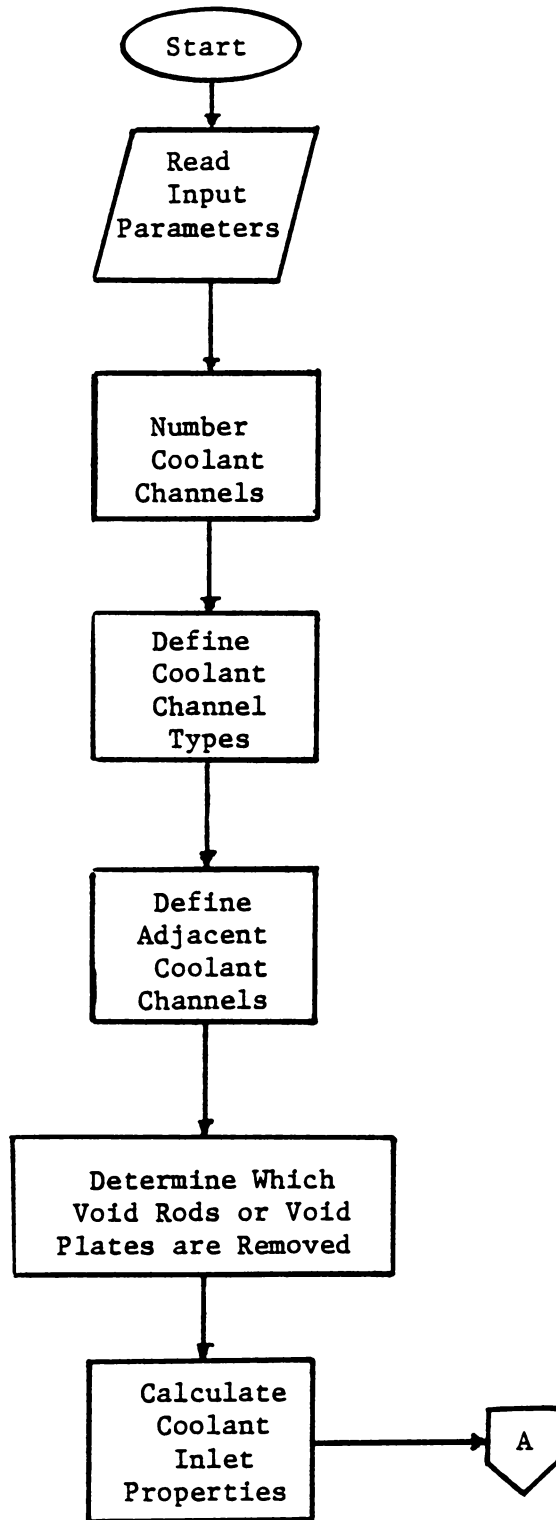 Start
Read
Input
Parameters
Number
Coolant
Channels
Define
Coolant
Channel
Types
Define
Adjacent
Coolant
Channels
Determine Which
Void Rods or Void
Plates are Removed
Calculate
Coolant
Inlet
Properties
A